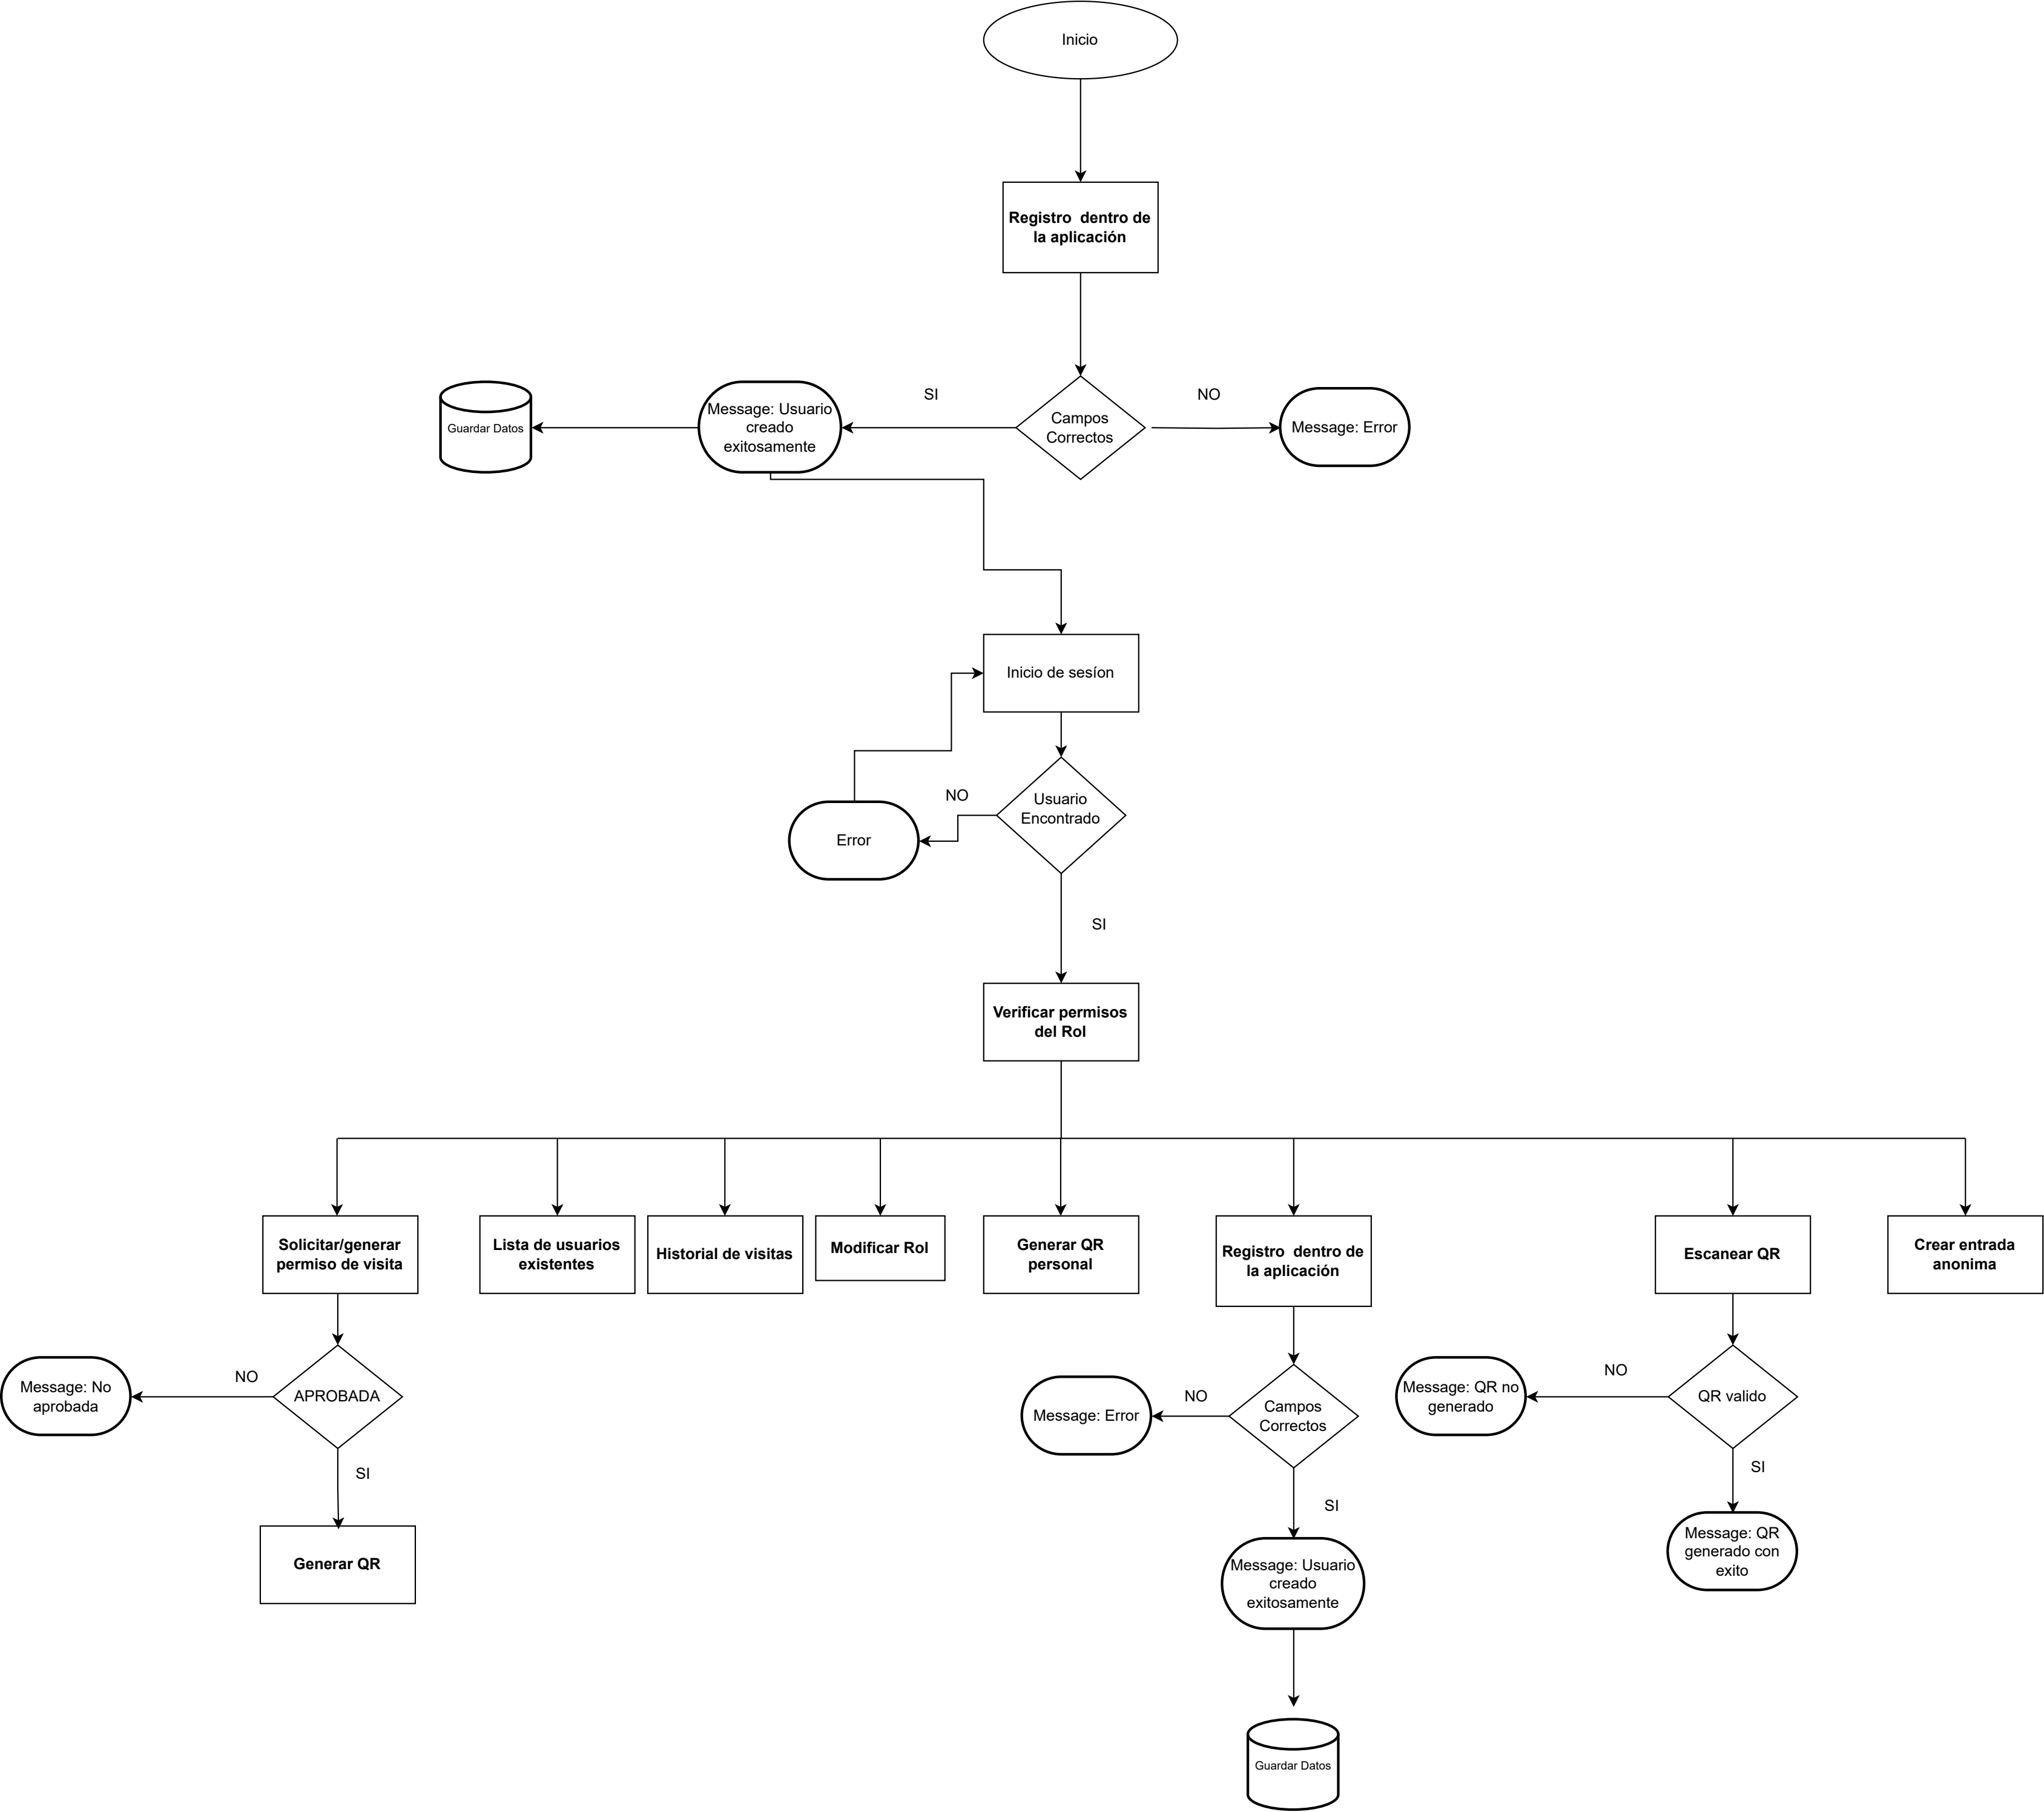 Inicio
Registro  dentro de
la aplicación
SI
NO
Guardar Datos
Message: Usuario
creado
exitosamente
Campos
Correctos
Message: Error
Inicio de sesíon
NO
Usuario
Encontrado
Error
SI
Verificar permisos
del Rol
Solicitar/generar
permiso de visita
Lista de usuarios
existentes
Historial de visitas
Modificar Rol
Generar QR
personal
Registro  dentro de
la aplicación
Escanear QR
Crear entrada
anonima
Message: No
aprobada
NO
APROBADA
SI
Generar QR
Message: Error
NO
Campos
Correctos
SI
Message: Usuario
creado
exitosamente
Guardar Datos
Message: QR no
generado
NO
QR valido
SI
Message: QR
generado con
exito